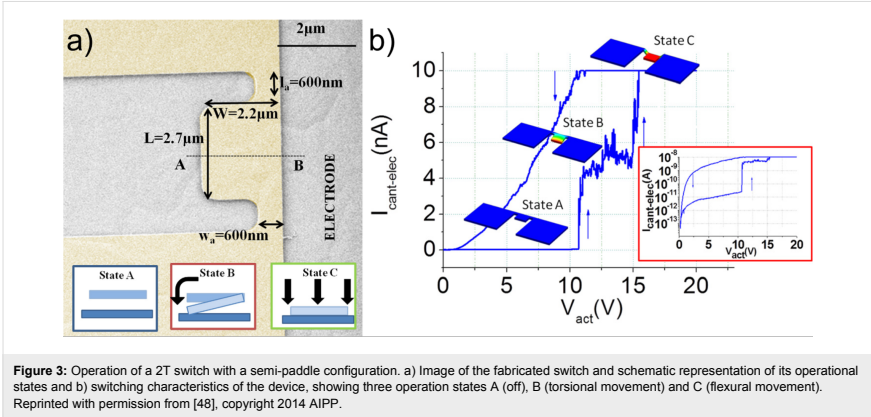 a)
2μm
lₐ=600nm
W=2.2μm
L=2.7μm
A
B
ELECTRODE
wₐ=600nm
State A
State B
State C
b)
State C
State B
State A
I_cant-elec (nA)
10
8
6
4
2
0
0 5 10 15 20
V_act(V)
I_cant-elec(A)
10⁻⁸
10⁻⁹
10⁻¹⁰
10⁻¹¹
10⁻¹²
10⁻¹³
0 5 10 15 20
V_act(V)
Figure 3: Operation of a 2T switch with a semi-paddle configuration. a) Image of the fabricated switch and schematic representation of its operational
states and b) switching characteristics of the device, showing three operation states A (off), B (torsional movement) and C (flexural movement).
Reprinted with permission from [48], copyright 2014 AIPP.